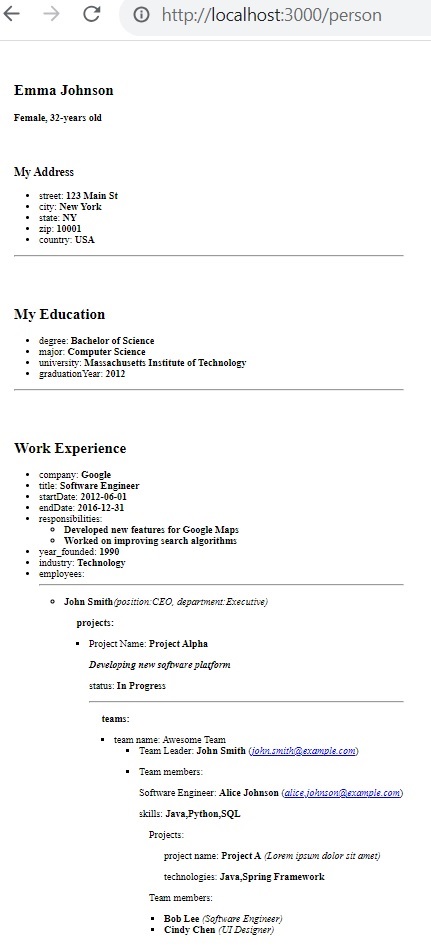 http://localhost:3000/person
Emma Johnson
Female, 32-years old
My Address
street: 123 Main St
city: New York
state: NY
zip: 10001
country: USA
My Education
degree: Bachelor of Science
major: Computer Science
university: Massachusetts Institute of Technology
graduationYear: 2012
Work Experience
company: Google
title: Software Engineer
startDate: 2012-06-01
endDate: 2016-12-31
responsibilities:
Developed new features for Google Maps
Worked on improving search algorithms
year_founded: 1990
industry: Technology
employees:
John Smith(position:CEO, department:Executive)
projects:
Project Name: Project Alpha
Developing new software platform
status: In Progress
teams:
team name: Awesome Team
Team Leader: John Smith (john.smith@example.com)
Team members:
Software Engineer: Alice Johnson (alice.johnson@example.com)
skills: Java,Python,SQL
Projects:
project name: Project A (Lorem ipsum dolor sit amet)
technologies: Java,Spring Framework
Team members:
Bob Lee (Software Engineer)
Cindy Chen (UI Designer)